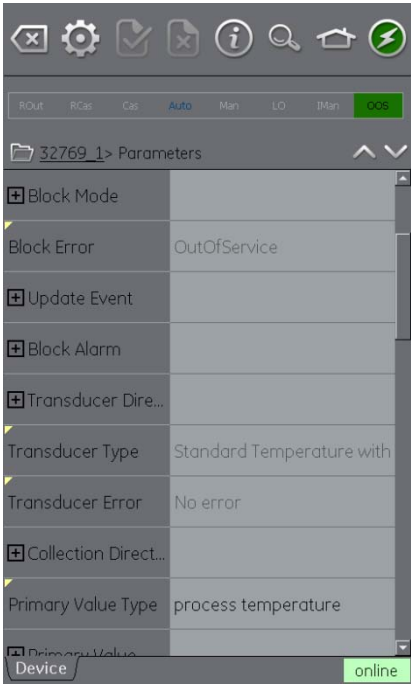 ROut RCas Cas Auto Man LO IMan OOS
32769_1> Parameters
Block Mode
Block Error OutOfService
Update Event
Block Alarm
Transducer Dire...
Transducer Type Standard Temperature with
Transducer Error No error
Collection Direct...
Primary Value Type process temperature
Primary Value
Device online